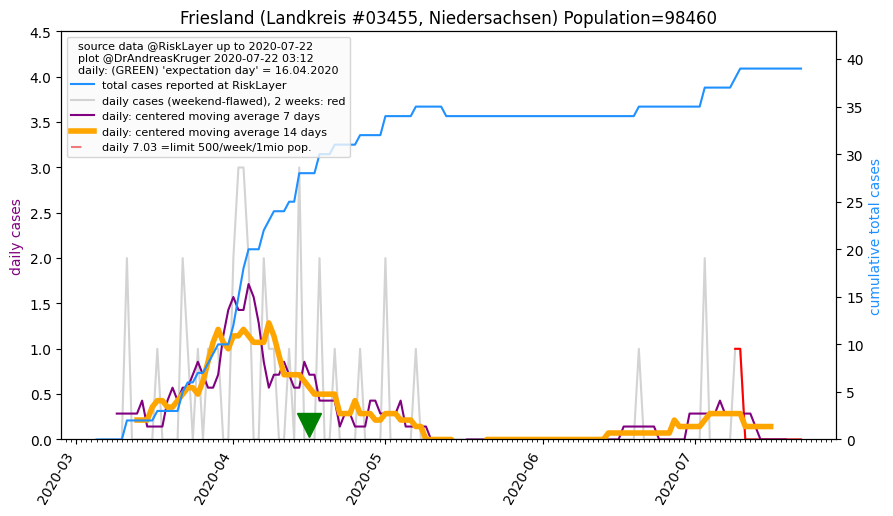 Friesland (Landkreis #03455, Niedersachsen) Population=98460
source data @RiskLayer up to 2020-07-22
plot @DrAndreasKruger 2020-07-22 03:12
daily: (GREEN) 'expectation day' = 16.04.2020
total cases reported at RiskLayer
daily cases (weekend-flawed), 2 weeks: red
daily: centered moving average 7 days
daily: centered moving average 14 days
daily 7.03 =limit 500/week/1mio pop.
daily cases
4.5
4.0
3.5
3.0
2.5
2.0
1.5
1.0
0.5
0.0
cumulative total cases
40
35
30
25
20
15
10
5
0
2020-03
2020-04
2020-05
2020-06
2020-07